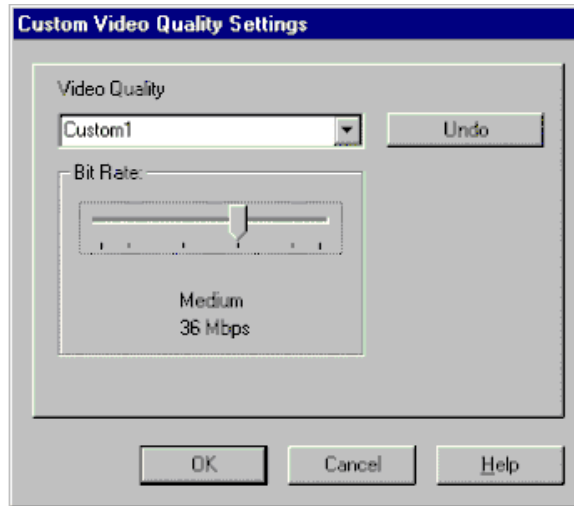 Custom Video Quality Settings
Video Quality
Custom1
Undo
Bit Rate:
Medium
36 Mbps
OK
Cancel
Help